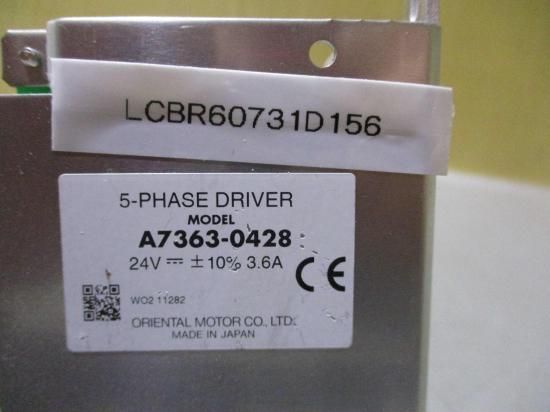 LCBR60731D156
5-PHASE DRIVER
MODEL
A7363-0428
24V ⎓ ±10% 3.6A
CE
WO2 11282
ORIENTAL MOTOR CO., LTD.
MADE IN JAPAN